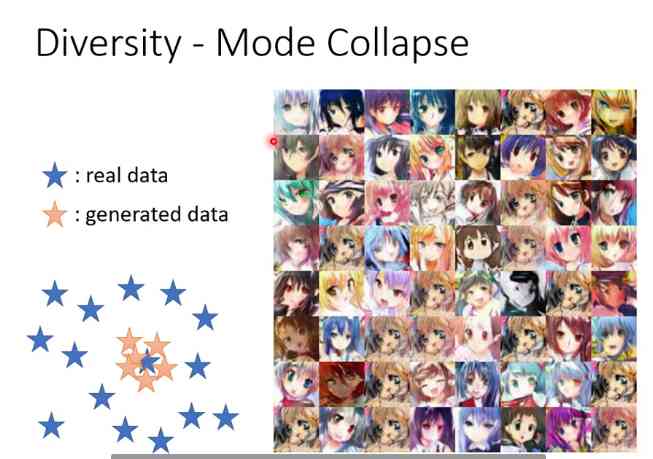 Diversity - Mode Collapse
: real data
: generated data